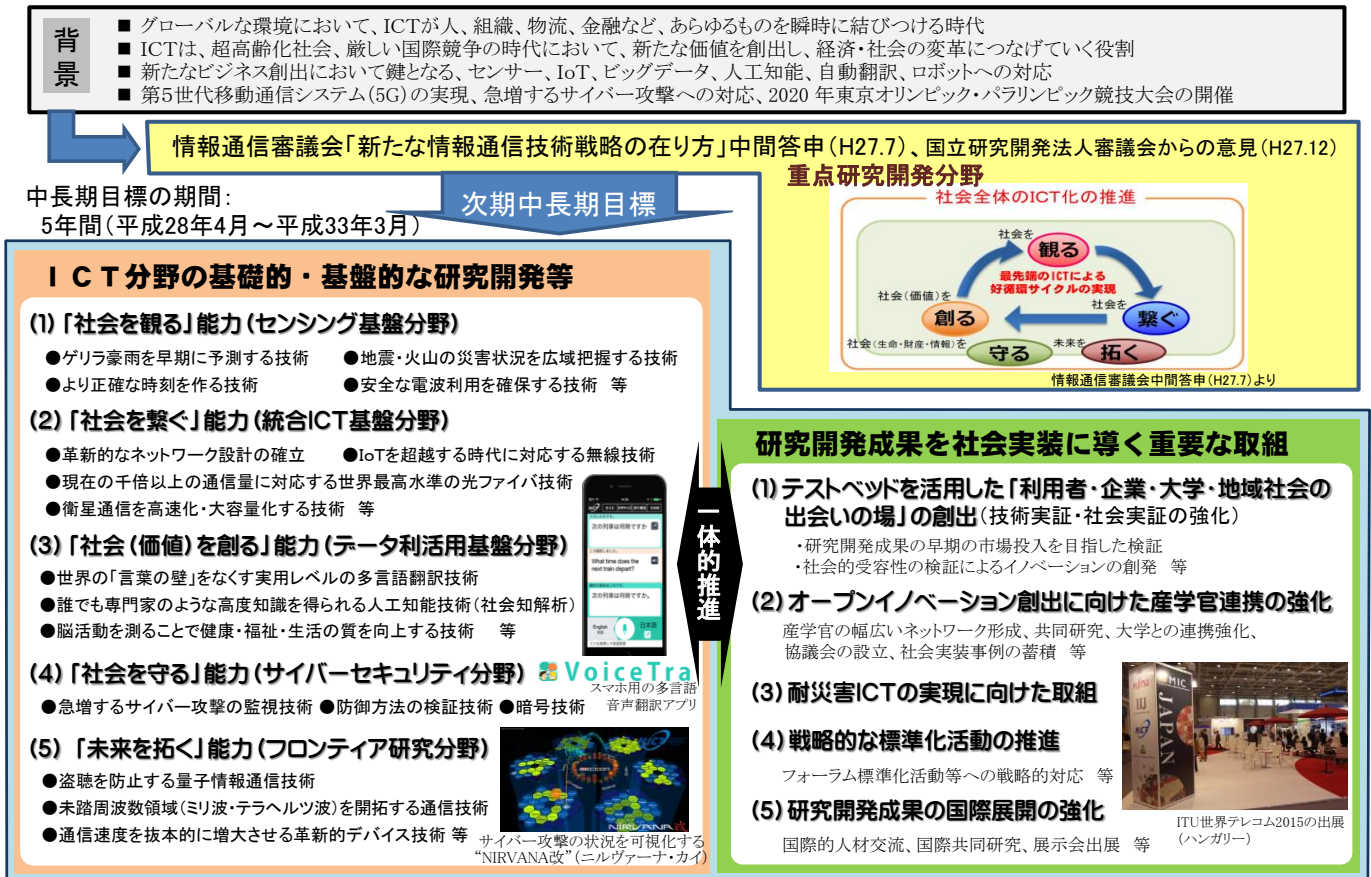 背景
■ グローバルな環境において、ICTが人、組織、物流、金融など、あらゆるものを瞬時に結びつける時代
■ ICTは、超高齢化社会、厳しい国際競争の時代において、新たな価値を創出し、経済・社会の変革につなげていく役割
■ 新たなビジネス創出において鍵となる、センサー、IoT、ビッグデータ、人工知能、自動翻訳、ロボットへの対応
■ 第5世代移動通信システム(5G)の実現、急増するサイバー攻撃への対応、2020 年東京オリンピック・パラリンピック競技大会の開催
情報通信審議会「新たな情報通信技術戦略の在り方」中間答申(H27.7)、国立研究開発法人審議会からの意見(H27.12)
中長期目標の期間:
5年間(平成28年4月～平成33年3月)
次期中長期目標
重点研究開発分野
社会全体のICT化の推進
社会を
観る
最先端のICTによる
好循環サイクルの実現
社会(価値)を
創る
社会を
繋ぐ
社会(生命・財産・情報)を
守る
未来を
拓く
情報通信審議会中間答申(H27.7)より
ＩＣＴ分野の基礎的・基盤的な研究開発等
(1)「社会を観る」能力(センシング基盤分野)
●ゲリラ豪雨を早期に予測する技術 ●地震・火山の災害状況を広域把握する技術
●より正確な時刻を作る技術 ●安全な電波利用を確保する技術 等
(2)「社会を繋ぐ」能力(統合ICT基盤分野)
●革新的なネットワーク設計の確立 ●IoTを超越する時代に対応する無線技術
●現在の千倍以上の通信量に対応する世界最高水準の光ファイバ技術
●衛星通信を高速化・大容量化する技術 等
(3)「社会(価値)を創る」能力(データ利活用基盤分野)
●世界の「言葉の壁」をなくす実用レベルの多言語翻訳技術
●誰でも専門家のような高度知識を得られる人工知能技術(社会知解析)
●脳活動を測ることで健康・福祉・生活の質を向上する技術 等
次の列車は何時ですか
What time does the
next train depart?
次の列車は何時ですか。
English
日本語
(4)「社会を守る」能力(サイバーセキュリティ分野)
VoiceTra
スマホ用の多言語
音声翻訳アプリ
●急増するサイバー攻撃の監視技術 ●防御方法の検証技術 ●暗号技術
(5) 「未来を拓く」能力(フロンティア研究分野)
●盗聴を防止する量子情報通信技術
●未踏周波数領域(ミリ波・テラヘルツ波)を開拓する通信技術
●通信速度を抜本的に増大させる革新的デバイス技術 等
NICT
NIRVANA改
サイバー攻撃の状況を可視化する
“NIRVANA改”(ニルヴァーナ・カイ)
一体的推進
研究開発成果を社会実装に導く重要な取組
(1) テストベッドを活用した「利用者・企業・大学・地域社会の
出会いの場」の創出(技術実証・社会実証の強化)
・研究開発成果の早期の市場投入を目指した検証
・社会的受容性の検証によるイノベーションの創発 等
(2) オープンイノベーション創出に向けた産学官連携の強化
産学官の幅広いネットワーク形成、共同研究、大学との連携強化、
協議会の設立、社会実装事例の蓄積 等
(3) 耐災害ICTの実現に向けた取組
(4) 戦略的な標準化活動の推進
フォーラム標準化活動等への戦略的対応 等
(5) 研究開発成果の国際展開の強化
国際的人材交流、国際共同研究、展示会出展 等
MIC
JAPAN
FUJITSU
IIJ
NICT
ITU世界テレコム2015の出展
(ハンガリー)